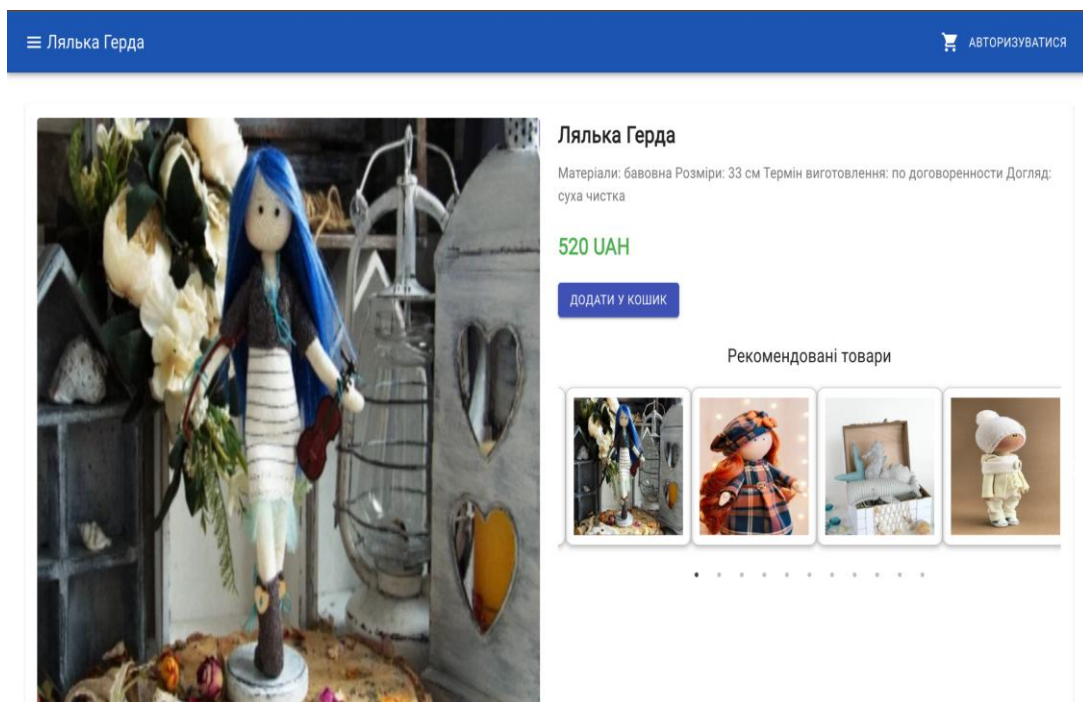 Лялька Герда
АВТОРИЗУВАТИСЯ
Лялька Герда
Матеріали: бавовна Розміри: 33 см Термін виготовлення: по договоренности Догляд:
суха чистка
520 UAH
ДОДАТИ У КОШИК
Рекомендовані товари